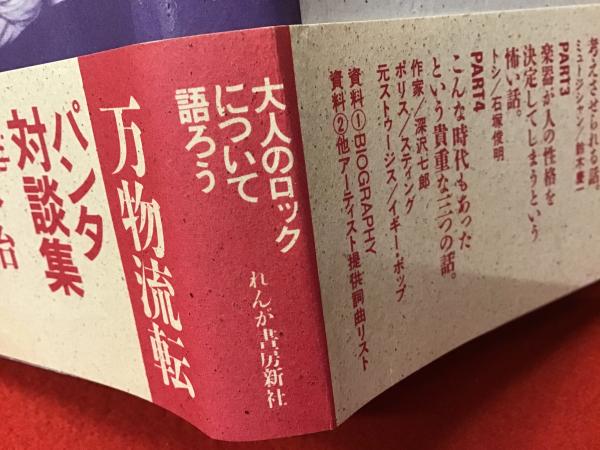 考えさせられる話。
ミュージシャン/鈴木慶一
PART3
楽器が人の性格を
決定してしまうという
怖い話。
トシ/石塚俊明
PART4
こんな時代もあった
という貴重な三つの話。
作家/深沢七郎
ポリス/スティング
元ストゥージス/イギー・ポップ
資料①BIOGRAPHY
資料②他アーティスト提供詞曲リスト
大人のロック
について
語ろう
れんが書房新社
万物流転
パンタ
対談集
治